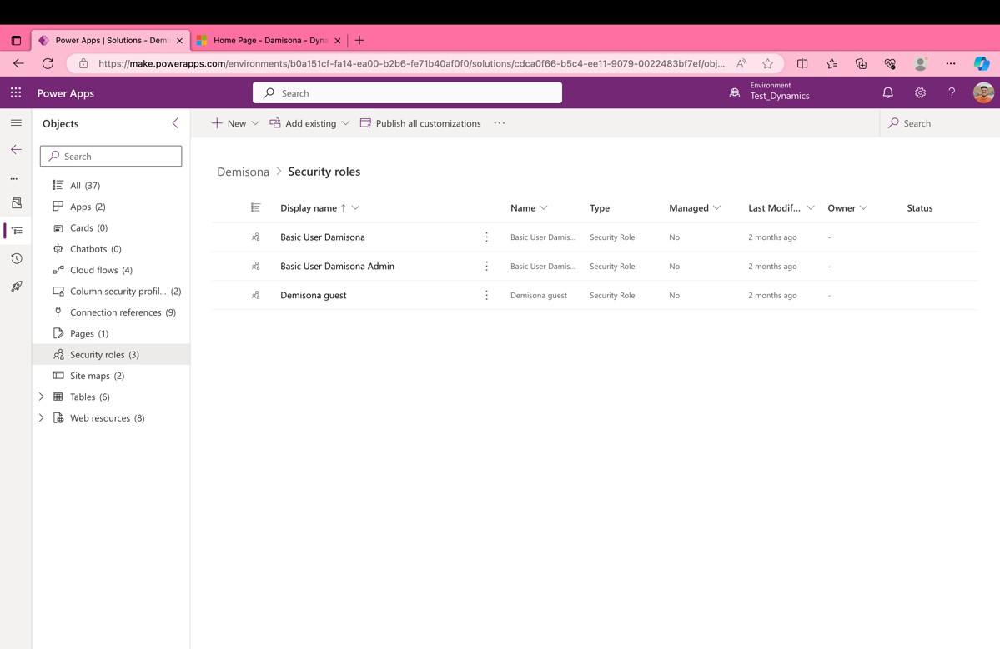 Power Apps | Solutions - Demi
Home Page - Damisona - Dyna
https://make.powerapps.com/environments/b0a151cf-fa14-ea00-b2b6-fe71b40af0f0/solutions/cdca0f66-b5c4-ee11-9079-0022483bf7ef/obj...
Power Apps
Search
Environment
Test_Dynamics
Objects
New
Add existing
Publish all customizations
Search
Search
All (37)
Apps (2)
Cards (0)
Chatbots (0)
Cloud flows (4)
Column security profil... (2)
Connection references (9)
Pages (1)
Security roles (3)
Site maps (2)
Tables (6)
Web resources (8)
Demisona > Security roles
Display name ↑ Name Type Managed Last Modif... Owner Status
Basic User Damisona Basic User Damis... Security Role No 2 months ago -
Basic User Damisona Admin Basic User Damis... Security Role No 2 months ago -
Demisona guest Demisona guest Security Role No 2 months ago -